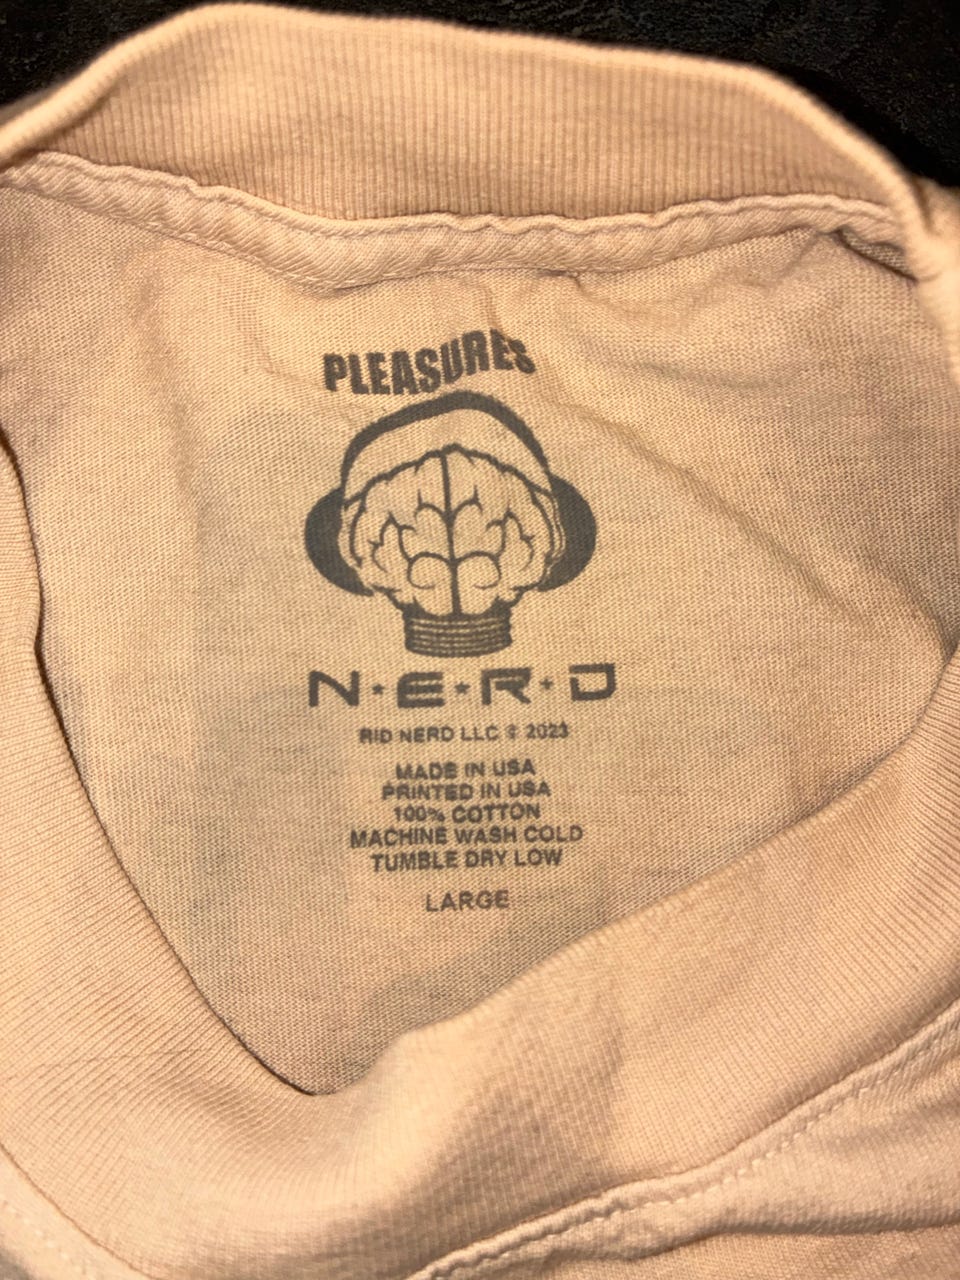 PLEASURES
N★E★R★D
RID NERD LLC © 2023
MADE IN USA
PRINTED IN USA
100% COTTON
MACHINE WASH COLD
TUMBLE DRY LOW
LARGE